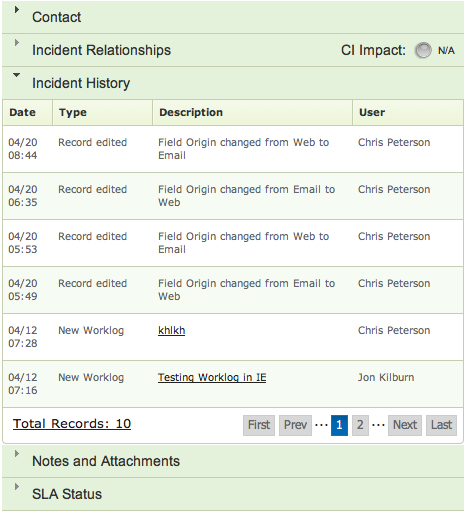 Contact
Incident Relationships CI Impact: N/A
Incident History
Date Type Description User
04/20 Record edited Field Origin changed from Web to Chris Peterson
08:44 Email
04/20 Record edited Field Origin changed from Email to Chris Peterson
06:35 Web
04/20 Record edited Field Origin changed from Web to Chris Peterson
05:53 Email
04/20 Record edited Field Origin changed from Email to Chris Peterson
05:49 Web
04/12 New Worklog khlkh Chris Peterson
07:28
04/12 New Worklog Testing Worklog in IE Jon Kilburn
07:16
Total Records: 10 First Prev ··· 1 2 ··· Next Last
Notes and Attachments
SLA Status